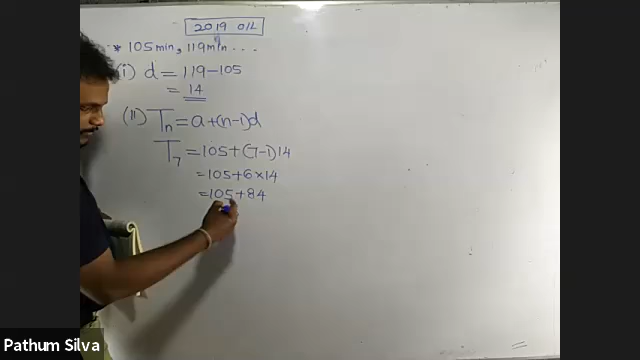 2019 O/L
* 105 min, 119 min ...
(i) d = 119 - 105
= 14
(ii) Tn = a + (n-1)d
T7 = 105 + (7-1)14
= 105 + 6 × 14
= 105 + 84
Pathum Silva